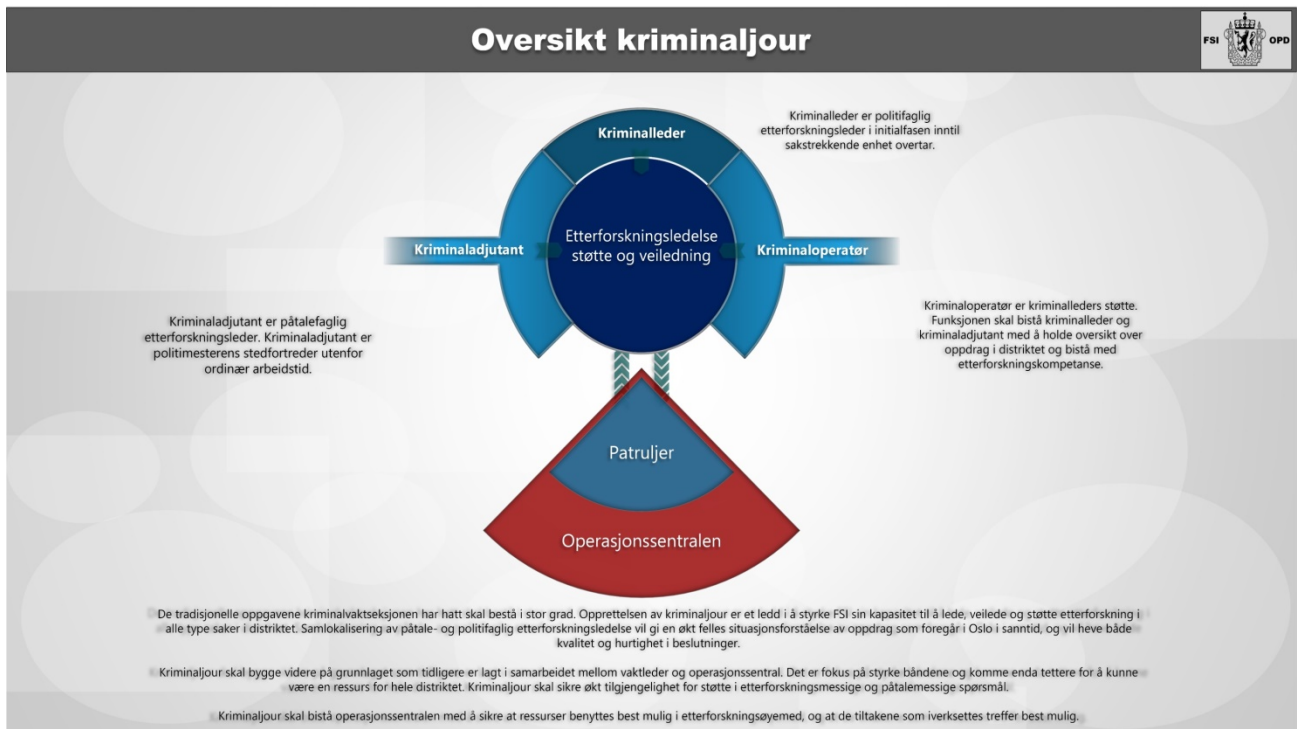 Oversikt kriminaljour
FSI
OPD
Kriminalleder er politifaglig
etterforskningsleder i initialfasen inntil
sakstrekkende enhet overtar.
Kriminalleder
Kriminaladjutant
Etterforskningsledelse
støtte og veiledning
Kriminaloperatør
Kriminaladjutant er påtalefaglig
etterforskningsleder. Kriminaladjutant er
politimesterens stedfortreder utenfor
ordinær arbeidstid.
Kriminaloperatør er kriminalleders støtte.
Funksjonen skal bistå kriminalleder og
kriminaladjutant med å holde oversikt over
oppdrag i distriktet og bistå med
etterforskningskompetanse.
Patruljer
Operasjonssentralen
De tradisjonelle oppgavene kriminalvaktseksjonen har hatt skal bestå i stor grad. Opprettelsen av kriminaljour er et ledd i å styrke FSI sin kapasitet til å lede, veilede og støtte etterforskning i
alle type saker i distriktet. Samlokalisering av påtale- og politifaglig etterforskningsledelse vil gi en økt felles situasjonsforståelse av oppdrag som foregår i Oslo i sanntid, og vil heve både
kvalitet og hurtighet i beslutninger.
Kriminaljour skal bygge videre på grunnlaget som tidligere er lagt i samarbeidet mellom vaktleder og operasjonssentral. Det er fokus på styrke båndene og komme enda tettere for å kunne
være en ressurs for hele distriktet. Kriminaljour skal sikre økt tilgjengelighet for støtte i etterforskningsmessige og påtalemessige spørsmål.
Kriminaljour skal bistå operasjonssentralen med å sikre at ressurser benyttes best mulig i etterforskningsøyemed, og at de tiltakene som iverksettes treffer best mulig.